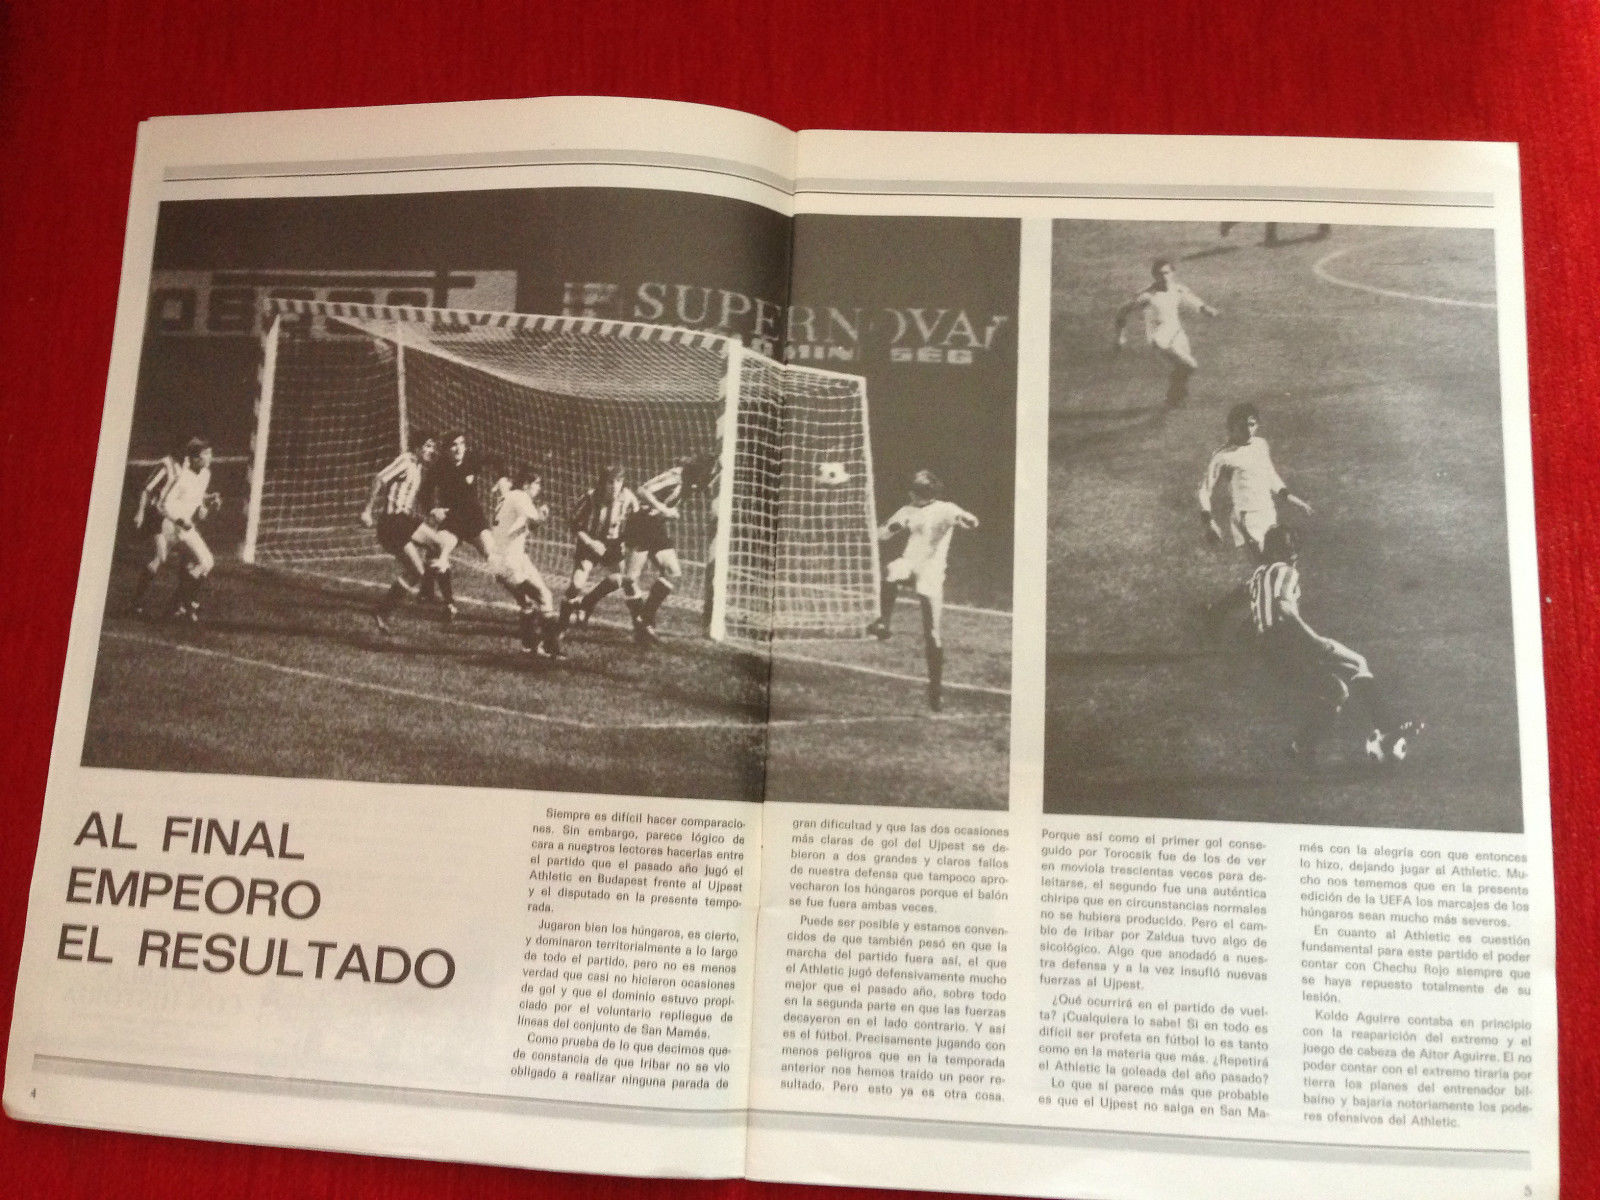 SUPERNOVA
SEG
AL FINAL
EMPEORO
EL RESULTADO
Siempre es difícil hacer comparacio-
nes. Sin embargo, parece lógico de
cara a nuestros lectores hacerlas entre
el partido que el pasado año jugó el
Athletic en Budapest frente al Ujpest
y el disputado en la presente tempo-
rada.
Jugaron bien los húngaros, es cierto,
y dominaron territorialmente a lo largo
de todo el partido, pero no es menos
verdad que casi no hicieron ocasiones
de gol y que el dominio estuvo propi-
ciado por el voluntario repliegue de
líneas del conjunto de San Mamés.
Como prueba de lo que decimos que-
de constancia de que Iribar no se vio
obligado a realizar ninguna parada de
gran dificultad y que las dos ocasiones
más claras de gol del Ujpest se de-
bieron a dos grandes y claros fallos
de nuestra defensa que tampoco apro-
vecharon los húngaros porque el balón
se fue fuera ambas veces.
Puede ser posible y estamos conven-
cidos de que también pesó en que la
marcha del partido fuera así, el que
el Athletic jugó defensivamente mucho
mejor que el pasado año, sobre todo
en la segunda parte en que las fuerzas
decayeron en el lado contrario. Y así
es el fútbol. Precisamente jugando con
menos peligros que en la temporada
anterior nos hemos traído un peor re-
sultado. Pero esto ya es otra cosa.
Porque así como el primer gol conse-
guido por Torocsik fue de los de ver
en moviola trescientas veces para de-
leitarse, el segundo fue una auténtica
chiripa que en circunstancias normales
no se hubiera producido. Pero el cam-
bio de Iribar por Zaldua tuvo algo de
sicológico. Algo que anodadó a nues-
tra defensa y a la vez insufló nuevas
fuerzas al Ujpest.
¿Qué ocurrirá en el partido de vuel-
ta? ¡Cualquiera lo sabe! Si en todo es
difícil ser profeta en fútbol lo es tanto
como en la materia que más. ¿Repetirá
el Athletic la goleada del año pasado?
Lo que sí parece más que probable
es que el Ujpest no salga en San Ma-
més con la alegría con que entonces
lo hizo, dejando jugar al Athletic. Mu-
cho nos tememos que en la presente
edición de la UEFA los marcajes de los
húngaros sean mucho más severos.
En cuanto al Athletic es cuestión
fundamental para este partido el poder
contar con Chechu Rojo siempre que
se haya repuesto totalmente de su
lesión.
Koldo Aguirre contaba en principio
con la reaparición del extremo y el
juego de cabeza de Aitor Aguirre. El no
poder contar con el extremo tiraría por
tierra los planes del entrenador bil-
baíno y bajaría notoriamente los pode-
res ofensivos del Athletic.
4
5